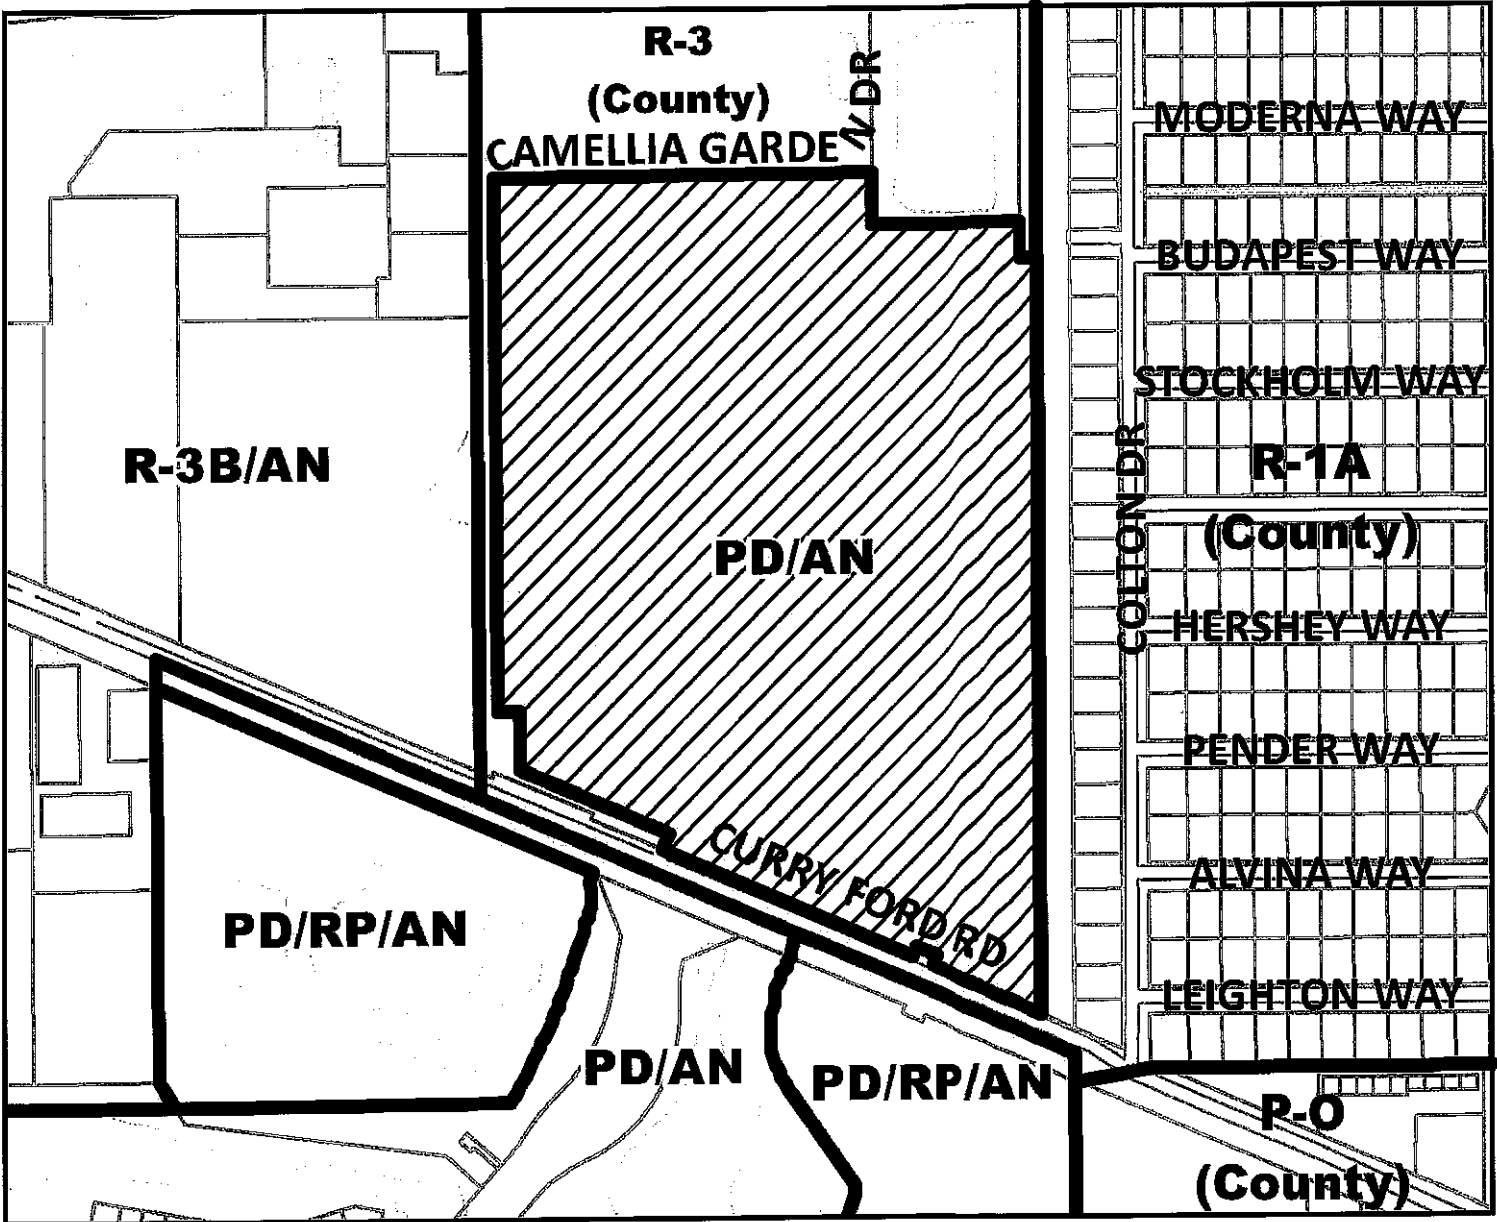 R-3
(County)
CAMELLIA GARDE
N DR
MODERNA WAY
BUDAPEST WAY
STOCKHOLM WAY
COLTON DR
R-1A
(County)
R-3B/AN
PD/AN
HERSHEY WAY
PENDER WAY
CURRY FORD RD
ALVINA WAY
PD/RP/AN
LEIGHTON WAY
PD/AN
PD/RP/AN
P-O
(County)